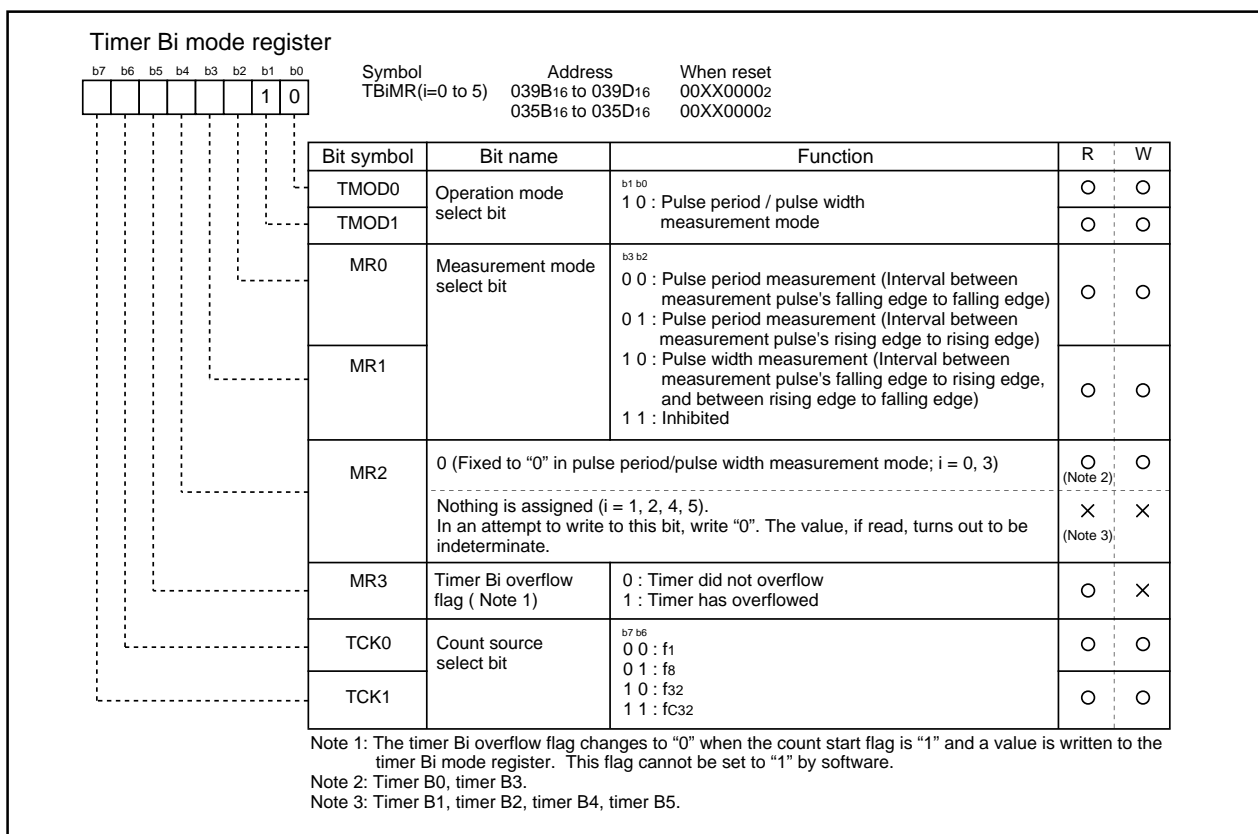 Timer Bi mode register
b7 b6 b5 b4 b3 b2 b1 b0
1 0
Symbol Address When reset
TBiMR(i=0 to 5) 039B16 to 039D16 00XX00002
035B16 to 035D16 00XX00002
Bit symbol Bit name Function R W
TMOD0
TMOD1
Operation mode
select bit
b1 b0
1 0 : Pulse period / pulse width
measurement mode
MR0
MR1
Measurement mode
select bit
b3 b2
0 0 : Pulse period measurement (Interval between
measurement pulse's falling edge to falling edge)
0 1 : Pulse period measurement (Interval between
measurement pulse's rising edge to rising edge)
1 0 : Pulse width measurement (Interval between
measurement pulse's falling edge to rising edge,
and between rising edge to falling edge)
1 1 : Inhibited
MR2
0 (Fixed to “0” in pulse period/pulse width measurement mode; i = 0, 3)
(Note 2)
Nothing is assigned (i = 1, 2, 4, 5).
In an attempt to write to this bit, write “0”. The value, if read, turns out to be
indeterminate.
(Note 3)
MR3
Timer Bi overflow
flag ( Note 1)
0 : Timer did not overflow
1 : Timer has overflowed
TCK0
TCK1
Count source
select bit
b7 b6
0 0 : f1
0 1 : f8
1 0 : f32
1 1 : fC32
Note 1: The timer Bi overflow flag changes to “0” when the count start flag is “1” and a value is written to the
timer Bi mode register. This flag cannot be set to “1” by software.
Note 2: Timer B0, timer B3.
Note 3: Timer B1, timer B2, timer B4, timer B5.